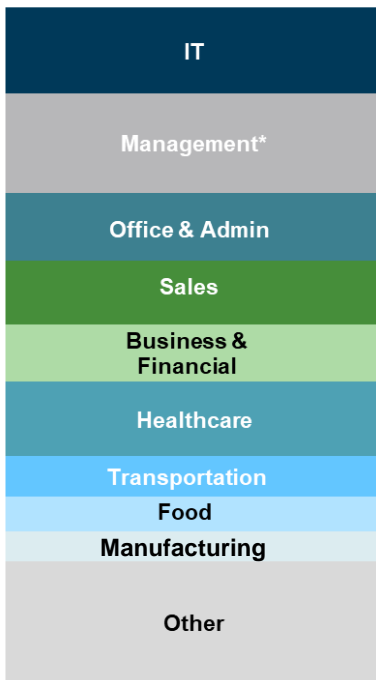 IT
Management*
Office & Admin
Sales
Business &
Financial
Healthcare
Transportation
Food
Manufacturing
Other